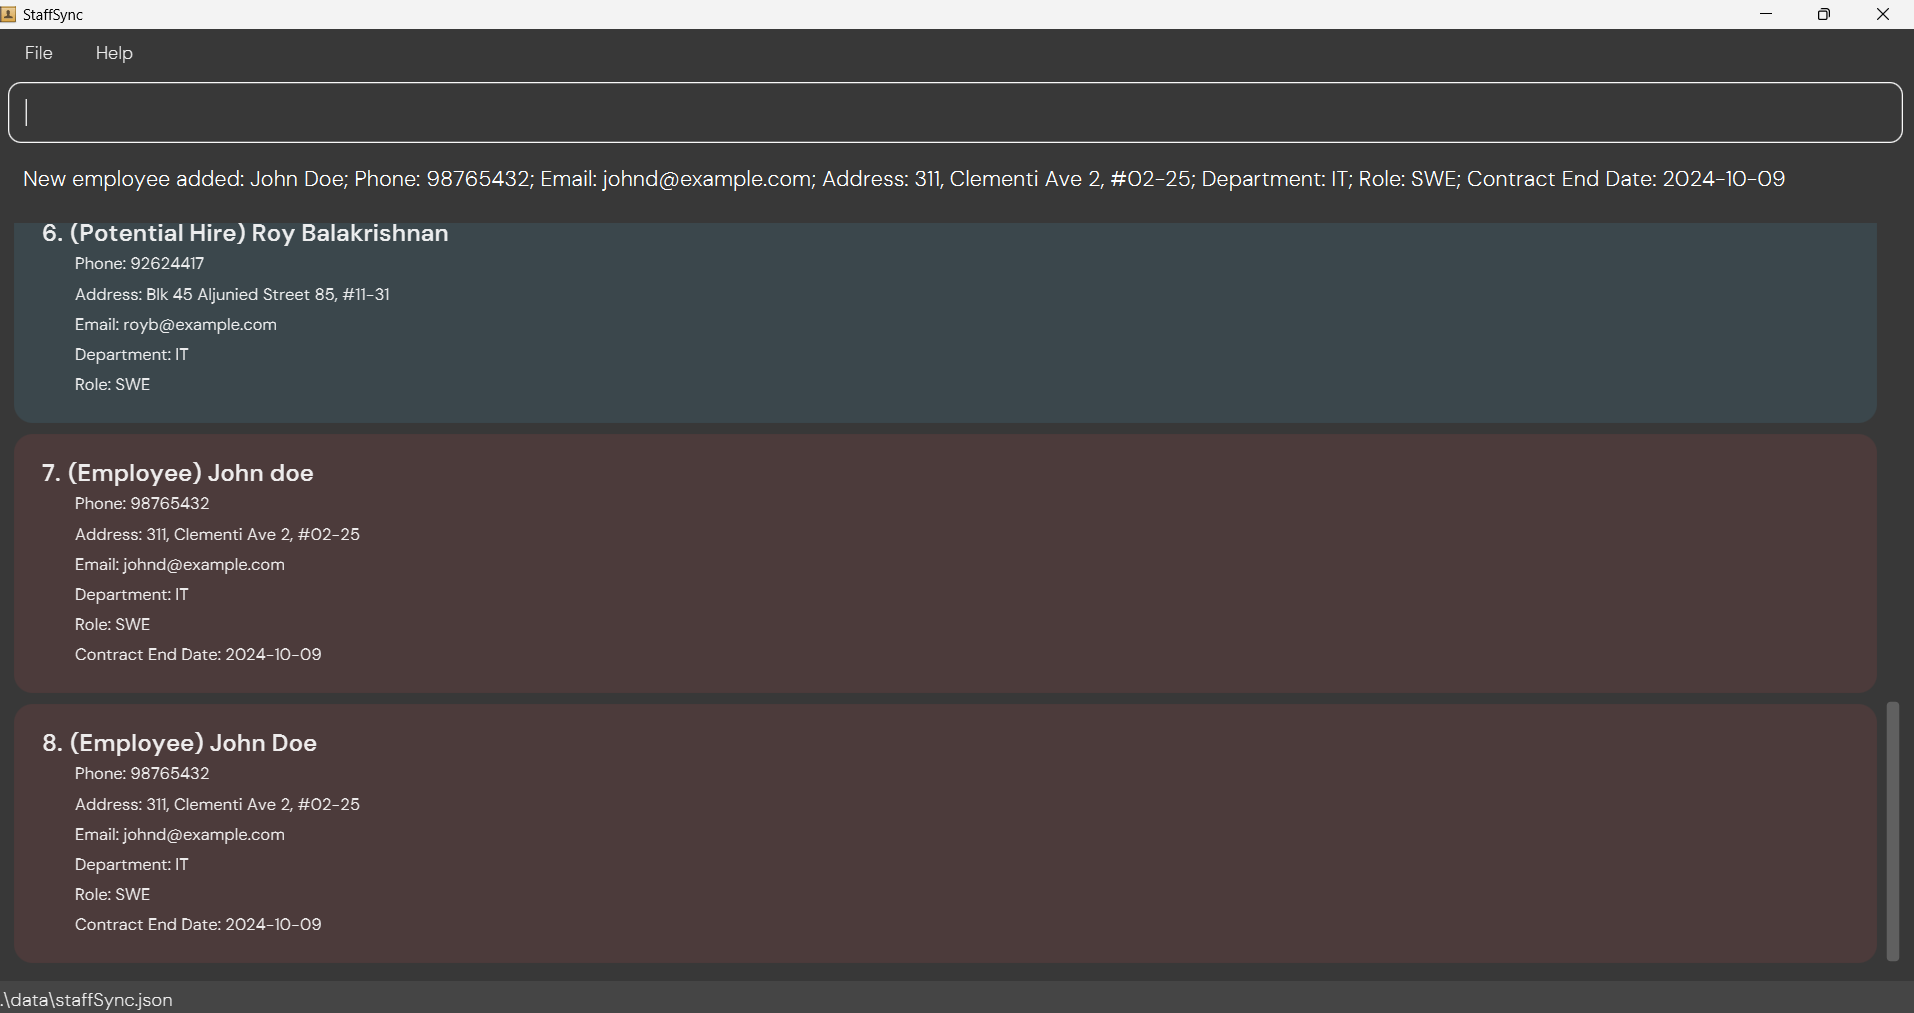 StaffSync
File Help
New employee added: John Doe; Phone: 98765432; Email: johnd@example.com; Address: 311, Clementi Ave 2, #02-25; Department: IT; Role: SWE; Contract End Date: 2024-10-09
6. (Potential Hire) Roy Balakrishnan
Phone: 92624417
Address: Blk 45 Aljunied Street 85, #11-31
Email: royb@example.com
Department: IT
Role: SWE
7. (Employee) John doe
Phone: 98765432
Address: 311, Clementi Ave 2, #02-25
Email: johnd@example.com
Department: IT
Role: SWE
Contract End Date: 2024-10-09
8. (Employee) John Doe
Phone: 98765432
Address: 311, Clementi Ave 2, #02-25
Email: johnd@example.com
Department: IT
Role: SWE
Contract End Date: 2024-10-09
.\data\staffSync.json